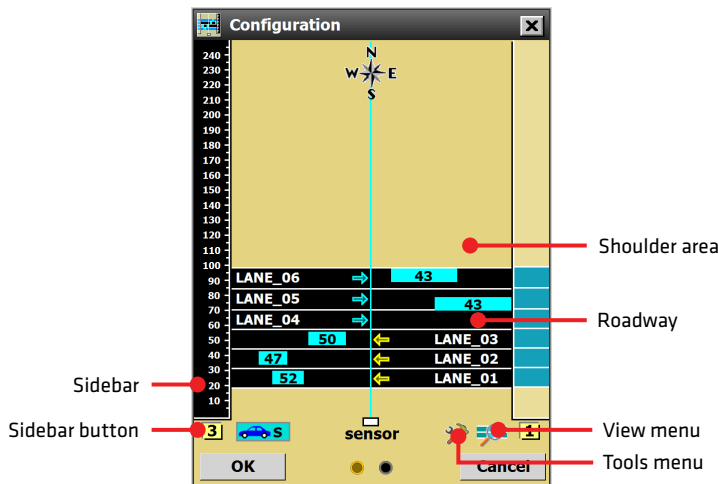 Configuration
N
W E
S
240
230
220
210
200
190
180
170
160
150
140
130
120
110
100
90
80
70
60
50
40
30
20
10
Shoulder area
LANE_06 43
LANE_05 43
LANE_04
Roadway
50 LANE_03
47 LANE_02
52 LANE_01
Sidebar
Sidebar button
3 S sensor 1
View menu
OK Cancel
Tools menu